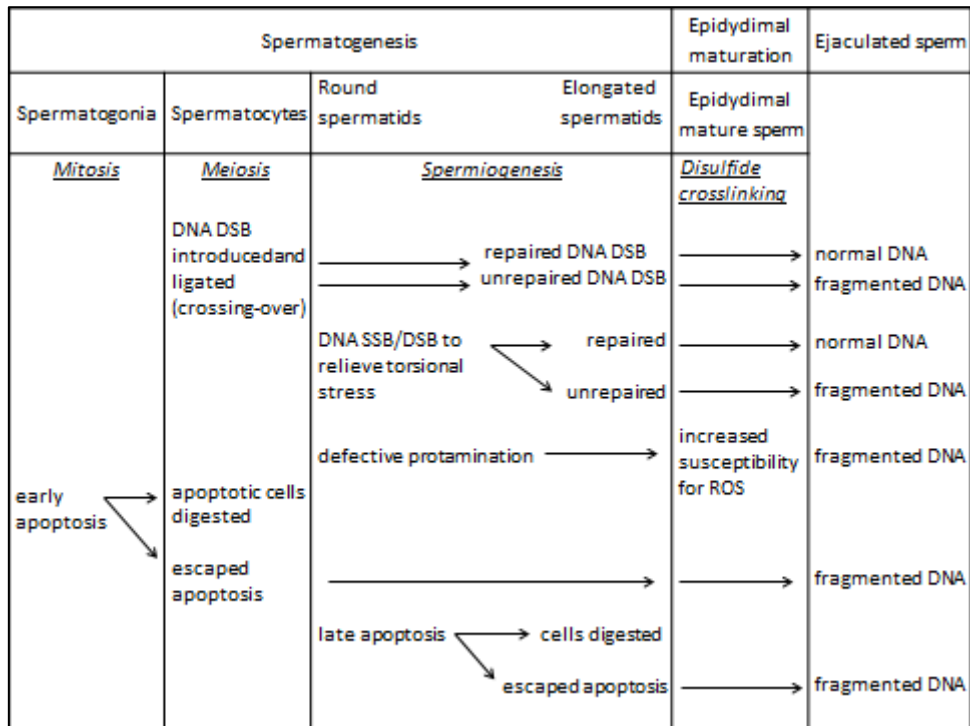 Spermatogenesis
Epidydimal
maturation
Ejaculated sperm
Spermatogonia
Spermatocytes
Round
spermatids
Elongated
spermatids
Epidydimal
mature sperm
Mitosis
Meiosis
Spermiogenesis
Disulfide
crosslinking
DNA DSB
introducedand
ligated
(crossing-over)
repaired DNA DSB
normal DNA
unrepaired DNA DSB
fragmented DNA
DNA SSB/DSB to
relieve torsional
stress
repaired
normal DNA
unrepaired
fragmented DNA
defective protamination
increased
susceptibility
for ROS
fragmented DNA
early
apoptosis
apoptotic cells
digested
escaped
apoptosis
fragmented DNA
late apoptosis
cells digested
escaped apoptosis
fragmented DNA